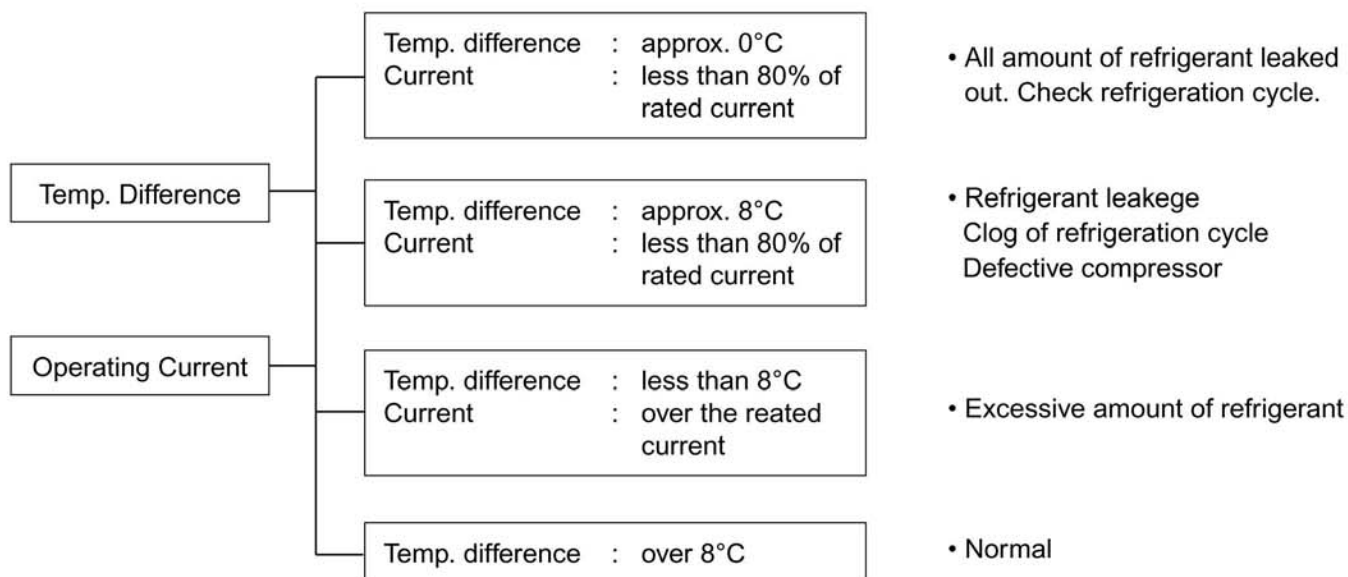 Temp. difference : approx. 0°C
Current : less than 80% of
rated current
• All amount of refrigerant leaked
out. Check refrigeration cycle.
Temp. Difference
Temp. difference : approx. 8°C
Current : less than 80% of
rated current
• Refrigerant leakege
Clog of refrigeration cycle
Defective compressor
Operating Current
Temp. difference : less than 8°C
Current : over the reated
current
• Excessive amount of refrigerant
Temp. difference : over 8°C
• Normal